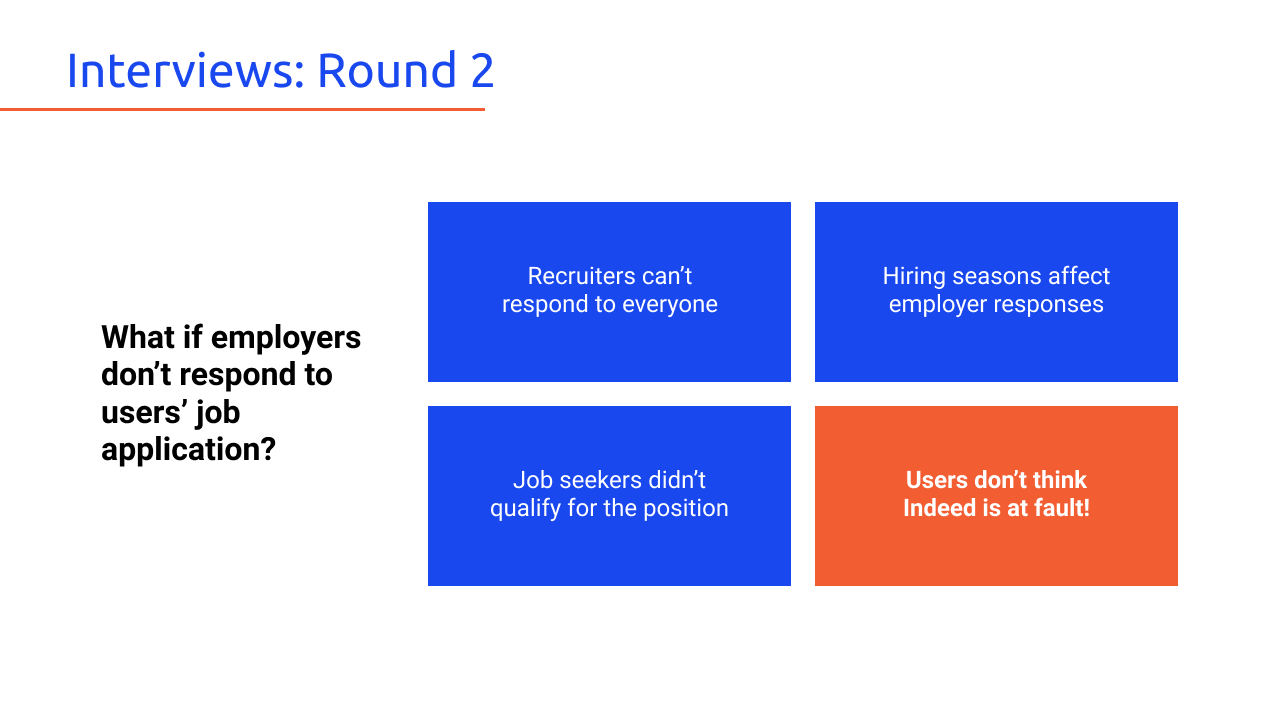 Interviews: Round 2
What if employers
don’t respond to
users’ job
application?
Recruiters can’t
respond to everyone
Hiring seasons affect
employer responses
Job seekers didn’t
qualify for the position
Users don’t think
Indeed is at fault!